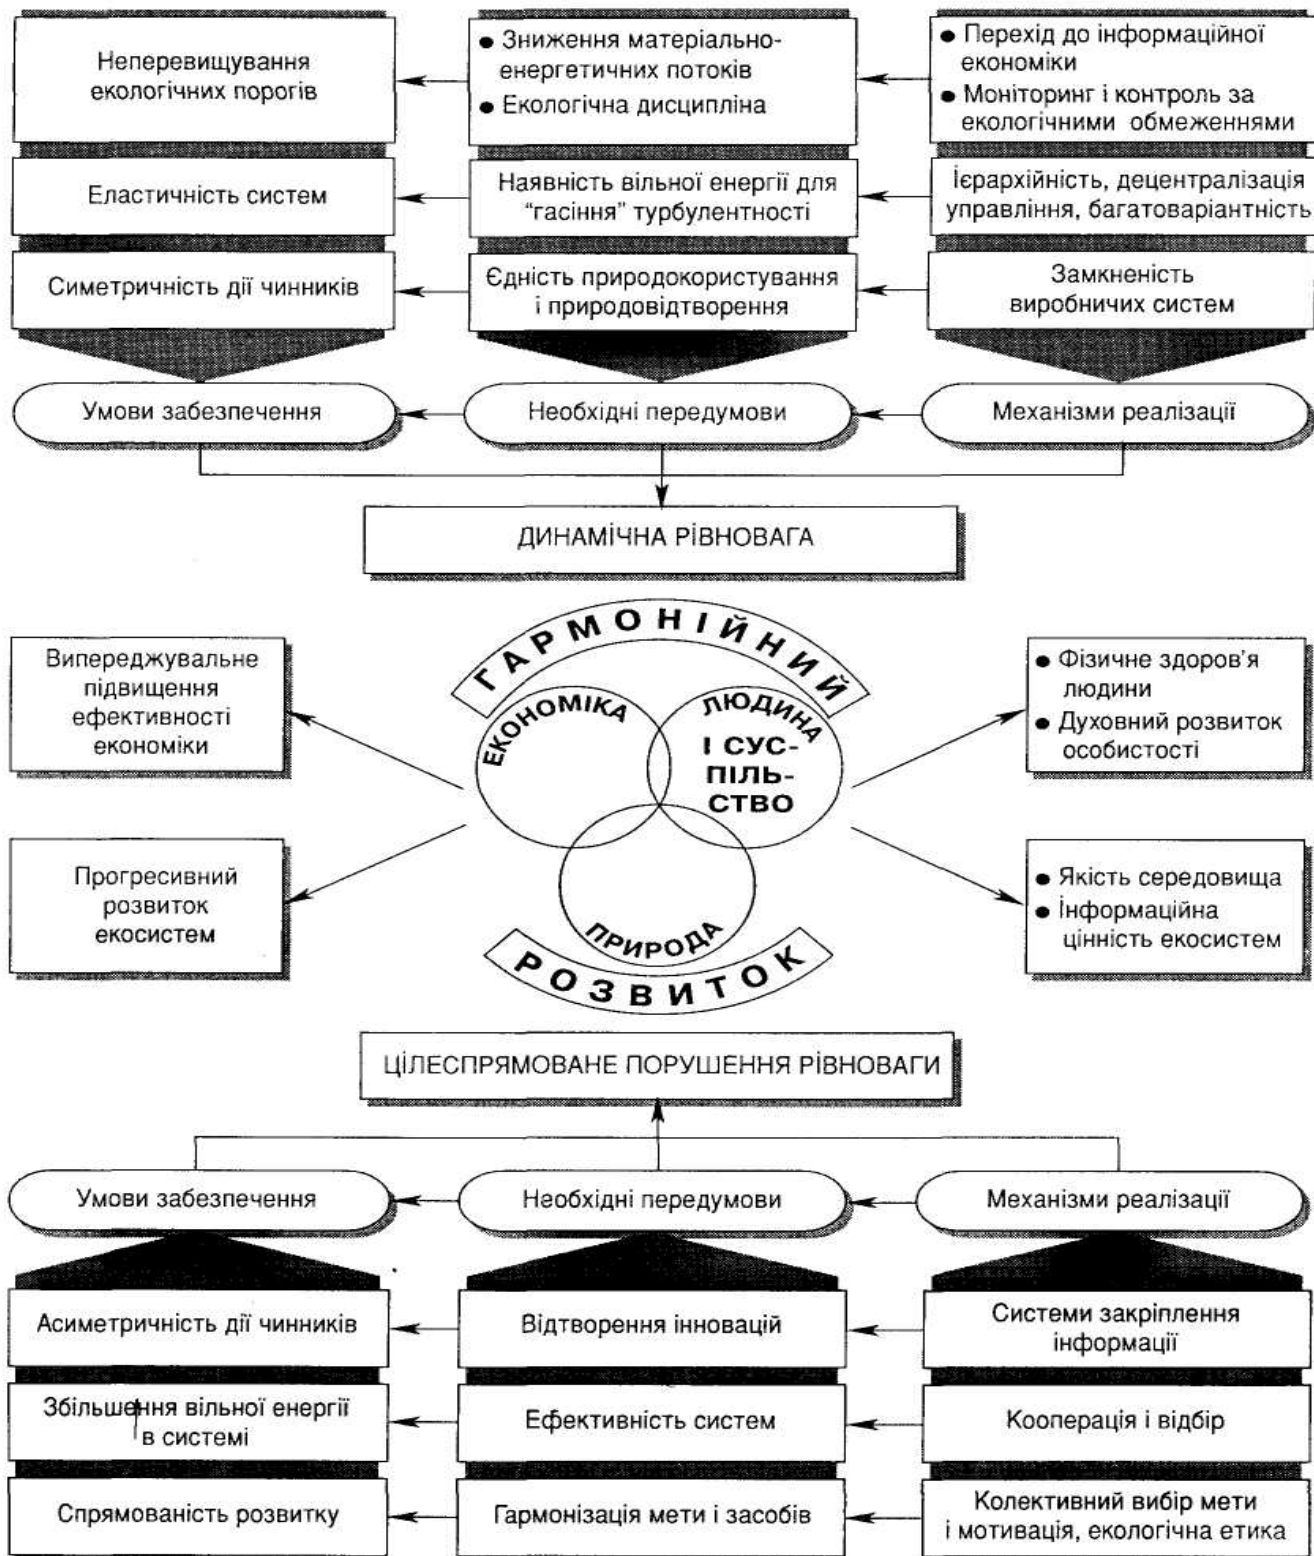 Неперевищування
екологічних порогів
● Зниження матеріально-
енергетичних потоків
● Екологічна дисципліна
● Перехід до інформаційної
економіки
● Моніторинг і контроль за
екологічними обмеженнями
Еластичність систем
Наявність вільної енергії для
"гасіння" турбулентності
Ієрархійність, децентралізація
управління, багатоваріантність
Симетричність дії чинників
Єдність природокористування
і природовідтворення
Замкненість
виробничих систем
Умови забезпечення
Необхідні передумови
Механізми реалізації
ДИНАМІЧНА РІВНОВАГА
ГАРМОНІЙНИЙ
Випереджувальне
підвищення
ефективності
економіки
ЕКОНОМІКА
ЛЮДИНА
І СУС-
ПІЛЬ-
СТВО
● Фізичне здоров'я
людини
● Духовний розвиток
особистості
Прогресивний
розвиток
екосистем
ПРИРОДА
● Якість середовища
● Інформаційна
цінність екосистем
РОЗВИТОК
ЦІЛЕСПРЯМОВАНЕ ПОРУШЕННЯ РІВНОВАГИ
Умови забезпечення
Необхідні передумови
Механізми реалізації
Асиметричність дії чинників
Відтворення інновацій
Системи закріплення
інформації
Збільшення вільної енергії
в системі
Ефективність систем
Кооперація і відбір
Спрямованість розвитку
Гармонізація мети і засобів
Колективний вибір мети
і мотивація, екологічна етика